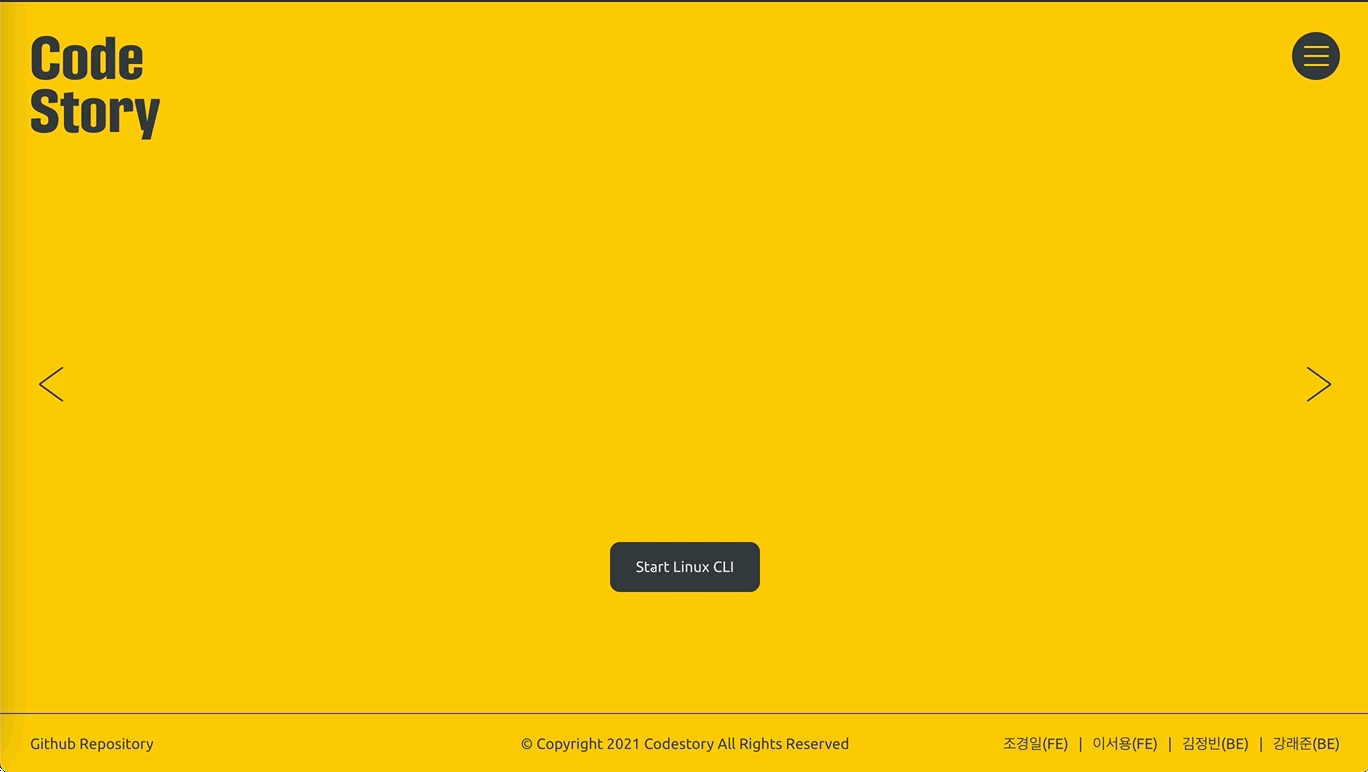 Code
Story
Start Linux CLI
Github Repository
© Copyright 2021 Codestory All Rights Reserved
조경일(FE) | 이서용(FE) | 김정빈(BE) | 강래준(BE)